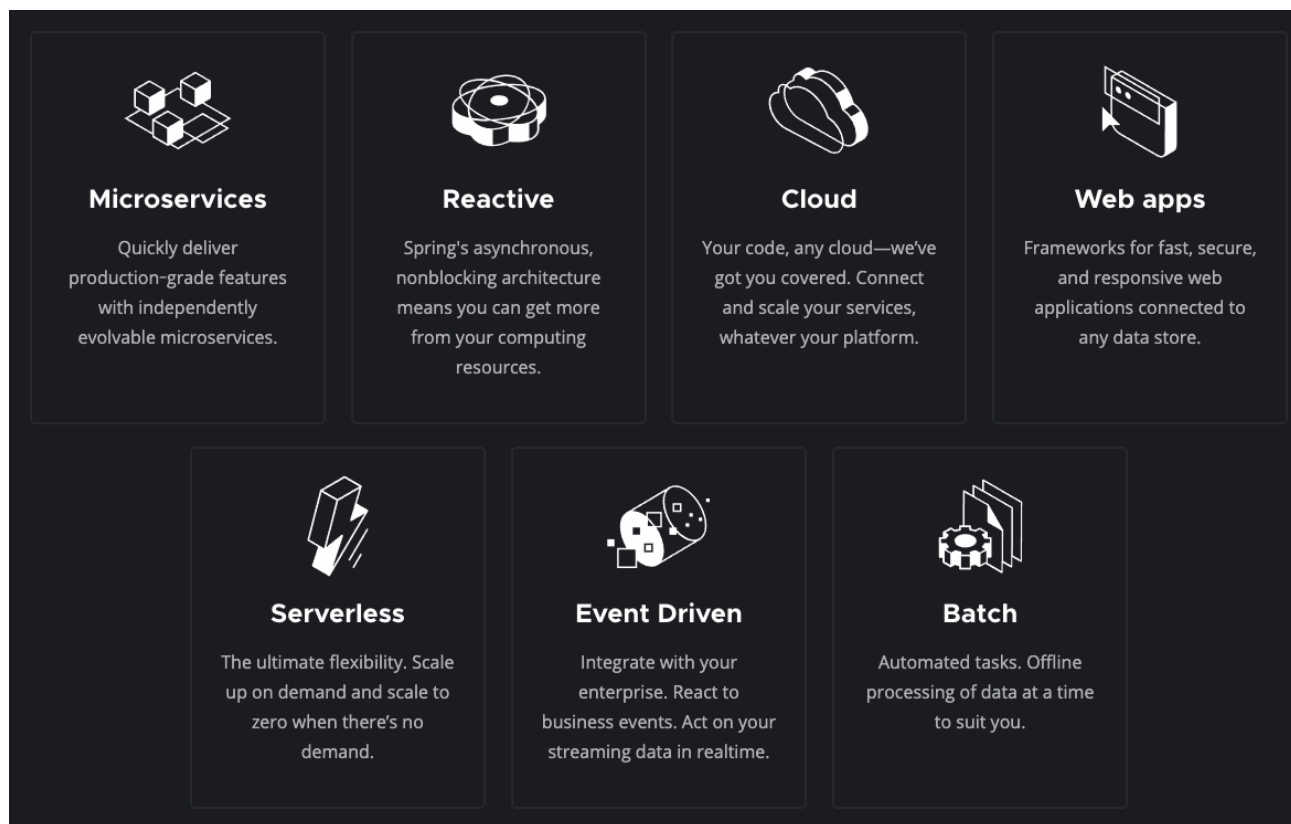 Microservices
Quickly deliver
production-grade features
with independently
evolvable microservices.
Reactive
Spring's asynchronous,
nonblocking architecture
means you can get more
from your computing
resources.
Cloud
Your code, any cloud—we’ve
got you covered. Connect
and scale your services,
whatever your platform.
Web apps
Frameworks for fast, secure,
and responsive web
applications connected to
any data store.
Serverless
The ultimate flexibility. Scale
up on demand and scale to
zero when there’s no
demand.
Event Driven
Integrate with your
enterprise. React to
business events. Act on your
streaming data in realtime.
Batch
Automated tasks. Offline
processing of data at a time
to suit you.